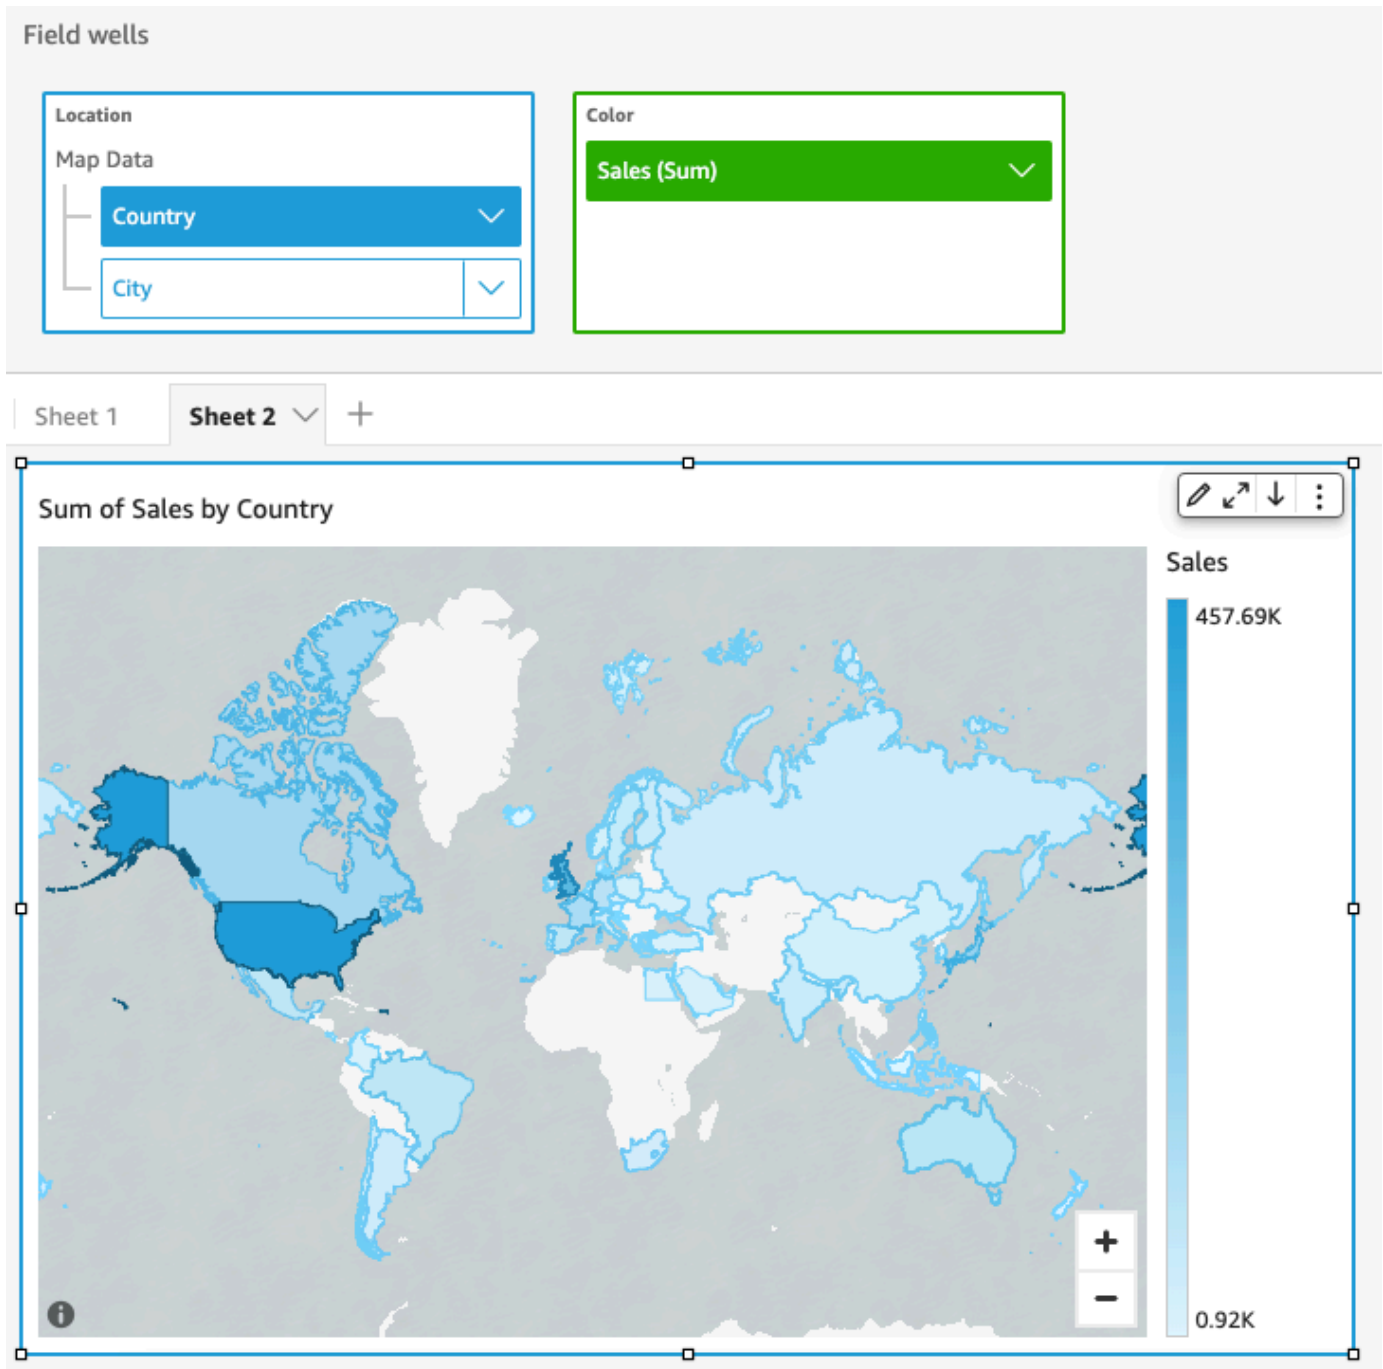 Field wells
Location
Map Data
Country
City
Color
Sales (Sum)
Sheet 1
Sheet 2
Sum of Sales by Country
Sales
457.69K
0.92K